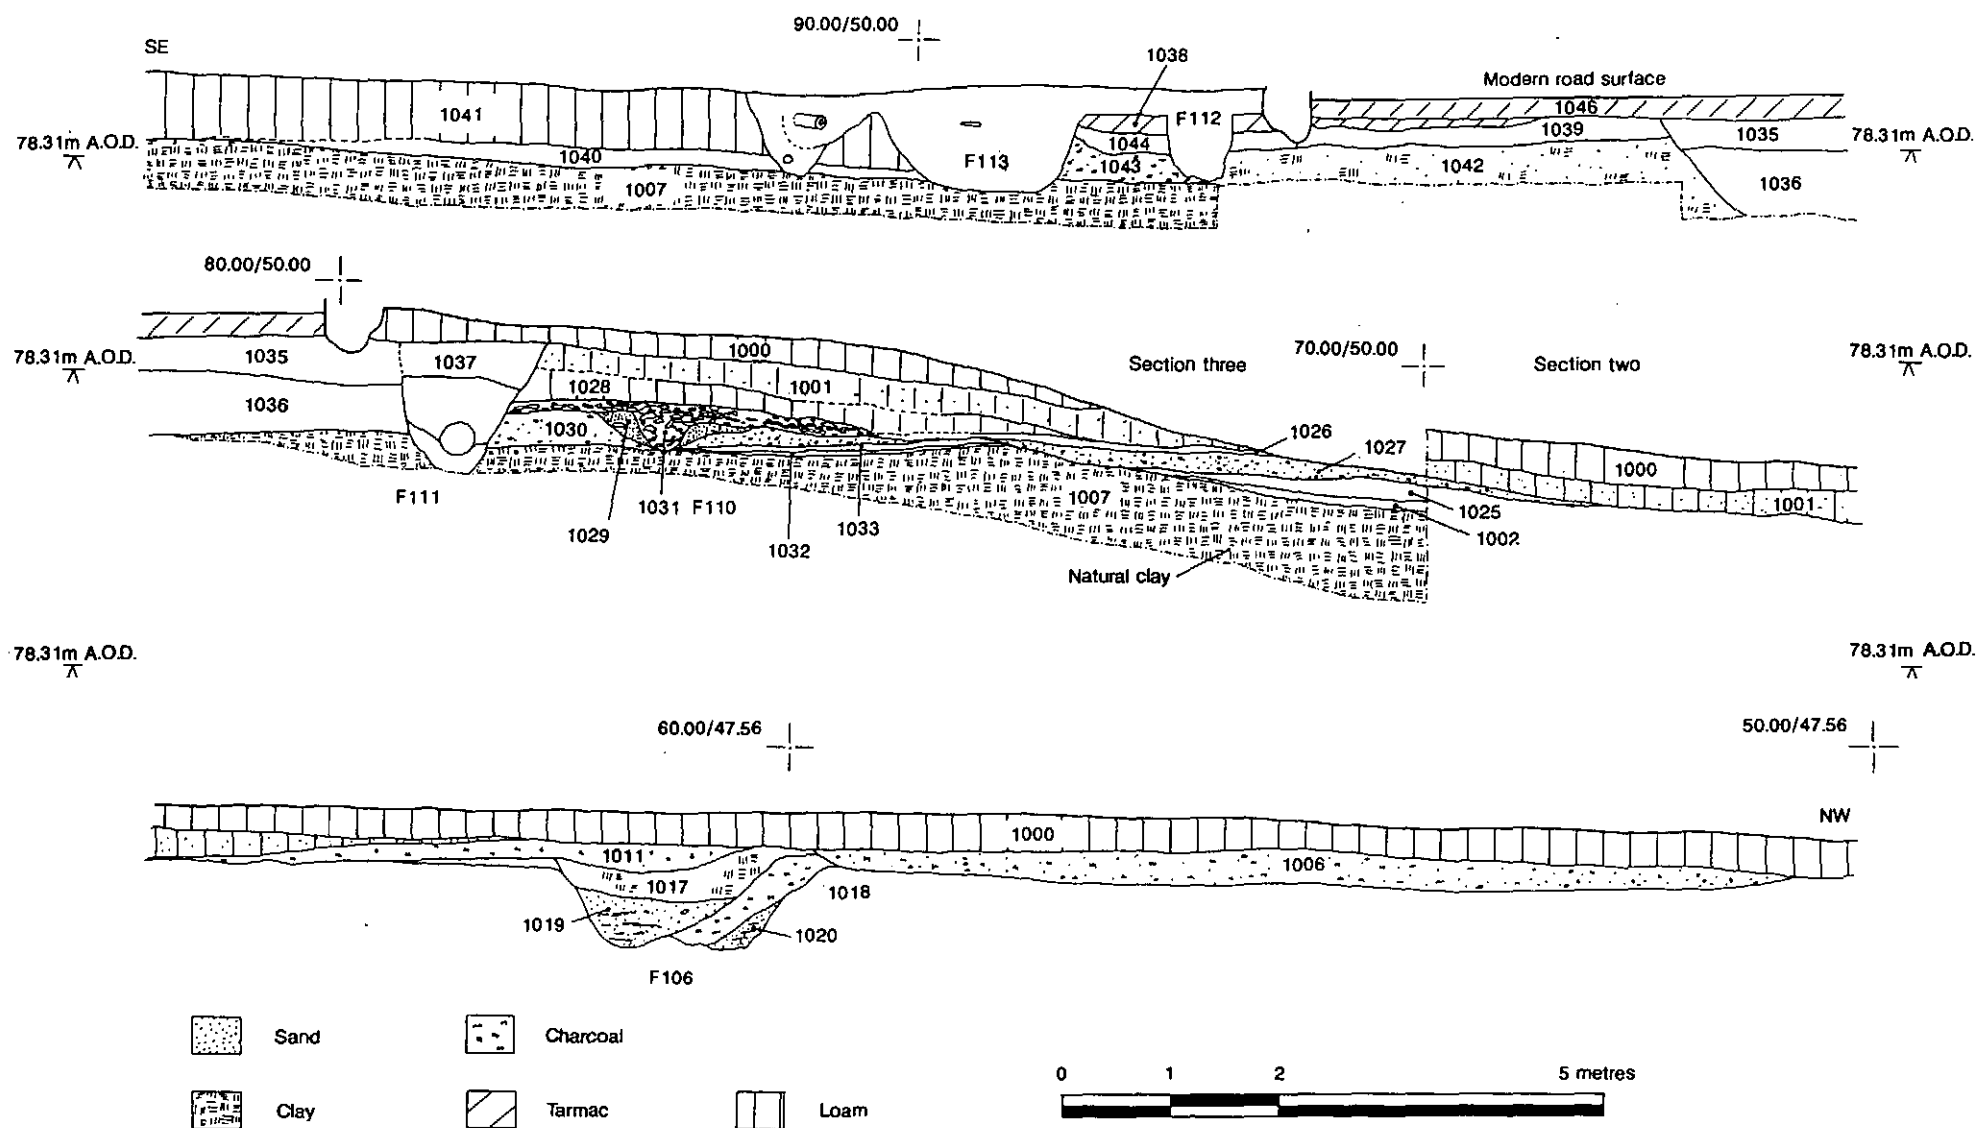 90.00/50.00
SE
1038
Modern road surface
1046
1041
F112
1039
1035
78.31m A.O.D.
78.31m A.O.D.
1040
F113
1044
1043
1042
1007
1036
80.00/50.00
78.31m A.O.D.
1035
1037
1000
Section three
70.00/50.00
Section two
78.31m A.O.D.
1028
1001
1036
1030
1026
1027
1000
F111
1031 F110
1007
1025
1001
1029
1033
1032
1002
Natural clay
78.31m A.O.D.
78.31m A.O.D.
60.00/47.56
50.00/47.56
NW
1000
1011
1006
1017
1018
1019
1020
F106
Sand
Charcoal
0 1 2 5 metres
Clay
Tarmac
Loam